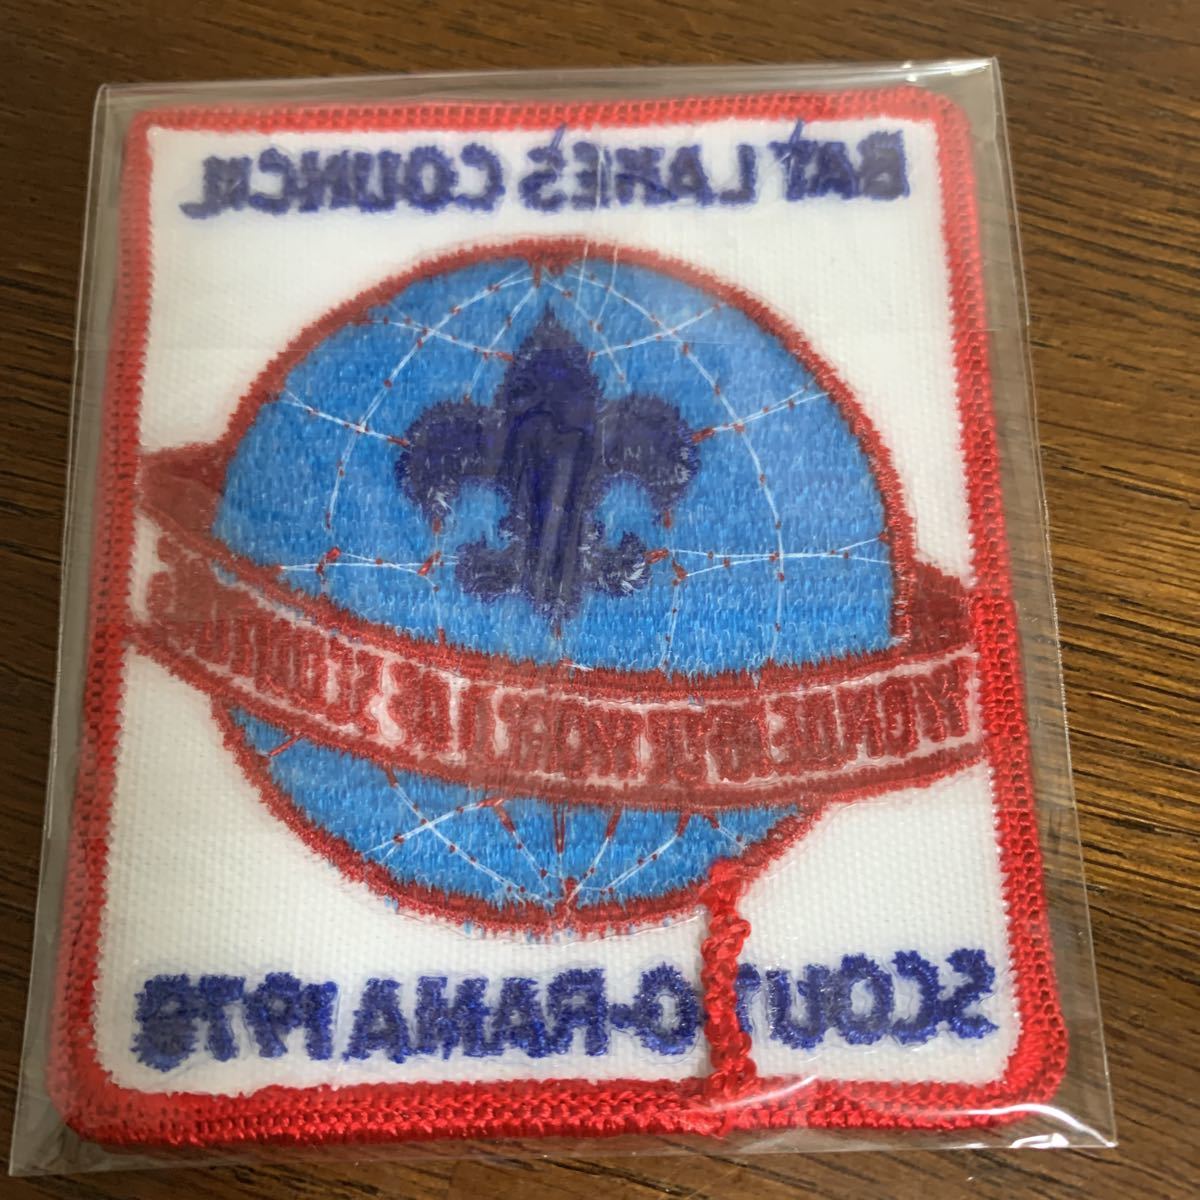 BAY LAKES COUNCIL
WONDERFUL WORLD OF SCOUTING
SCOUT-O-RAMA 1978